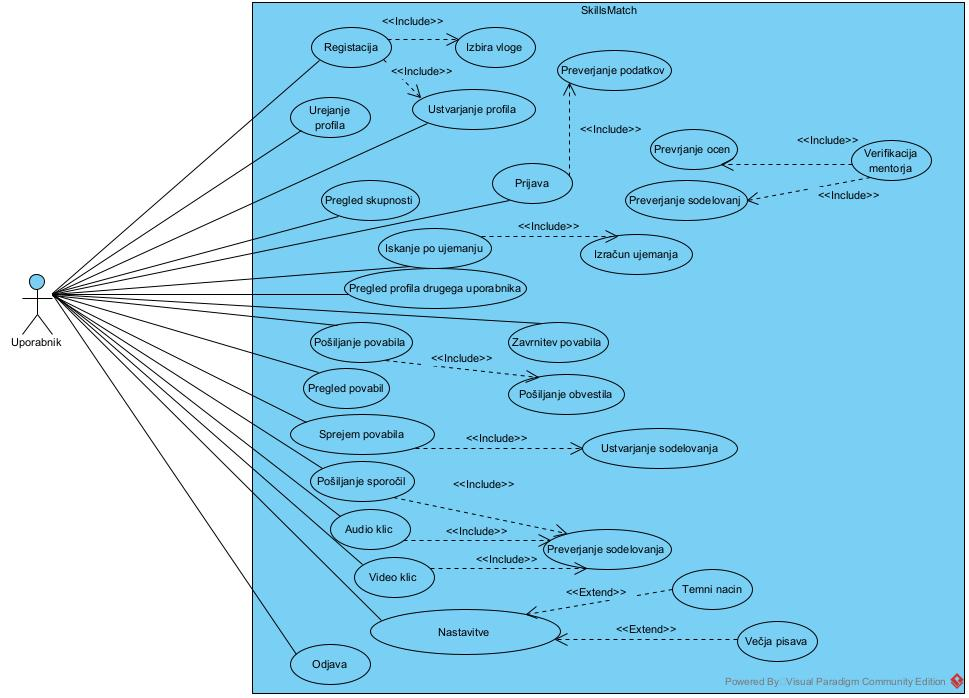 SkillsMatch
<<Include>>
Registacija
Izbira vloge
<<Include>>
Preverjanje podatkov
Urejanje
profila
Ustvarjanje profila
<<Include>>
<<Include>>
Prevrjanje ocen
Verifikacija
mentorja
Prijava
<<Include>>
Pregled skupnosti
Preverjanje sodelovanj
<<Include>>
Iskanje po ujemanju
Izračun ujemanja
Pregled profila drugega uporabnika
Uporabnik
Pošiljanje povabila
Zavrnitev povabila
<<Include>>
Pregled povabil
Pošiljanje obvestila
Sprejem povabila
<<Include>>
Ustvarjanje sodelovanja
Pošiljanje sporočil
<<Include>>
Audio klic
<<Include>>
Preverjanje sodelovanja
<<Include>>
Video klic
<<Extend>>
Temni nacin
Nastavitve
<<Extend>>
Večja pisava
Odjava
Powered By Visual Paradigm Community Edition